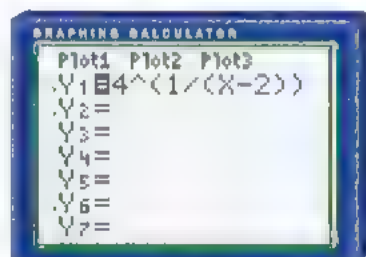 GRAPHING CALCULATOR
Plot1 Plot2 Plot3
\Y1=4^(1/(X-2))
\Y2=
\Y3=
\Y4=
\Y5=
\Y6=
\Y7=